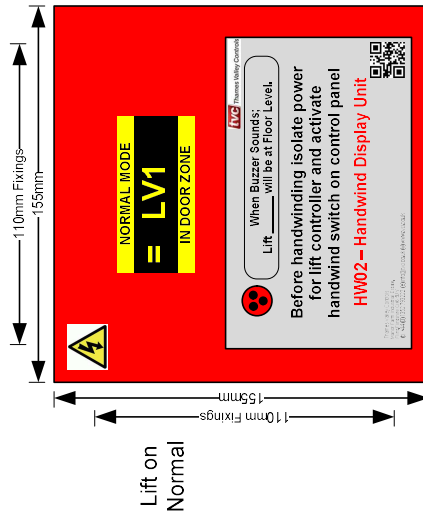 110mm Fixings
155mm
NORMAL MODE
= LV1
IN DOOR ZONE
tvc Thames Valley Controls
When Buzzer Sounds;
Lift ______ will be at Floor Level.
Before handwinding isolate power
for lift controller and activate
handwind switch on control panel
HW02 – Handwind Display Unit
155mm
110mm Fixings
Lift on
Normal